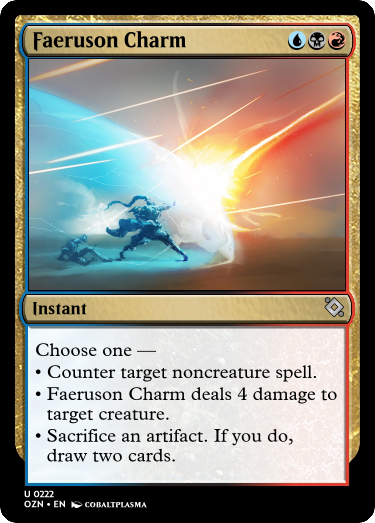 Faeruson Charm
Instant
Choose one —
• Counter target noncreature spell.
• Faeruson Charm deals 4 damage to
target creature.
• Sacrifice an artifact. If you do,
draw two cards.
U 0222
OZN • EN COBALTPLASMA